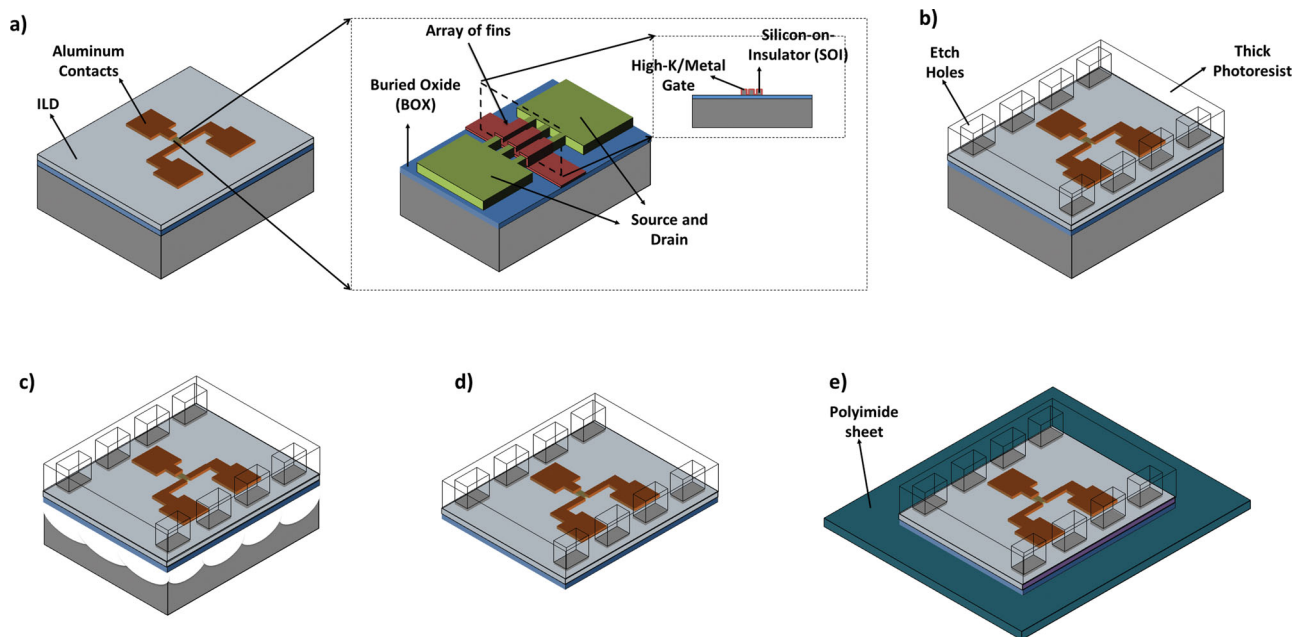 a)
Aluminum
Contacts
ILD
Array of fins
Buried Oxide
(BOX)
High-K/Metal
Gate
Silicon-on-
Insulator (SOI)
Source and
Drain
b)
Etch
Holes
Thick
Photoresist
c)
d)
e)
Polyimide
sheet